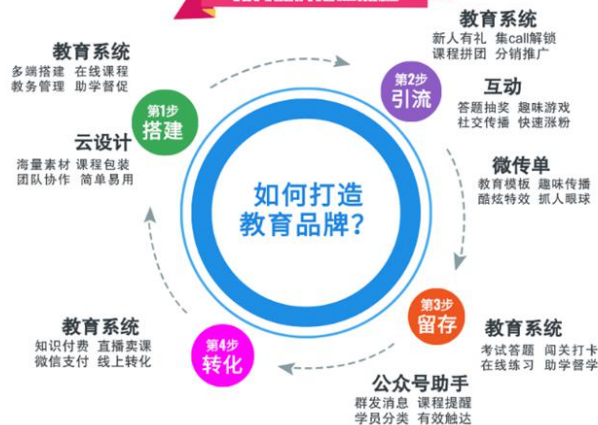 如何打造
教育品牌？
第1步
搭建
教育系统
多端搭建 在线课程
教务管理 助学督促
云设计
海量素材 课程包装
团队协作 简单易用
第2步
引流
教育系统
新人有礼 集call解锁
课程拼团 分销推广
互动
答题抽奖 趣味游戏
社交传播 快速涨粉
微传单
教育模板 趣味传播
酷炫特效 抓人眼球
第3步
留存
教育系统
考试答题 闯关打卡
在线练习 助学督学
公众号助手
群发消息 课程提醒
学员分类 有效触达
第4步
转化
教育系统
知识付费 直播卖课
微信支付 线上转化